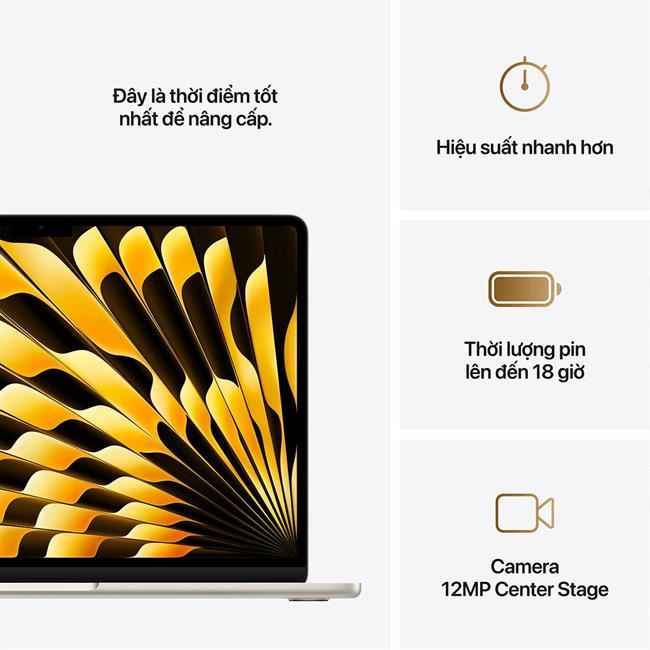 Đây là thời điểm tốt
nhất để nâng cấp.
Hiệu suất nhanh hơn
Thời lượng pin
lên đến 18 giờ
Camera
12MP Center Stage